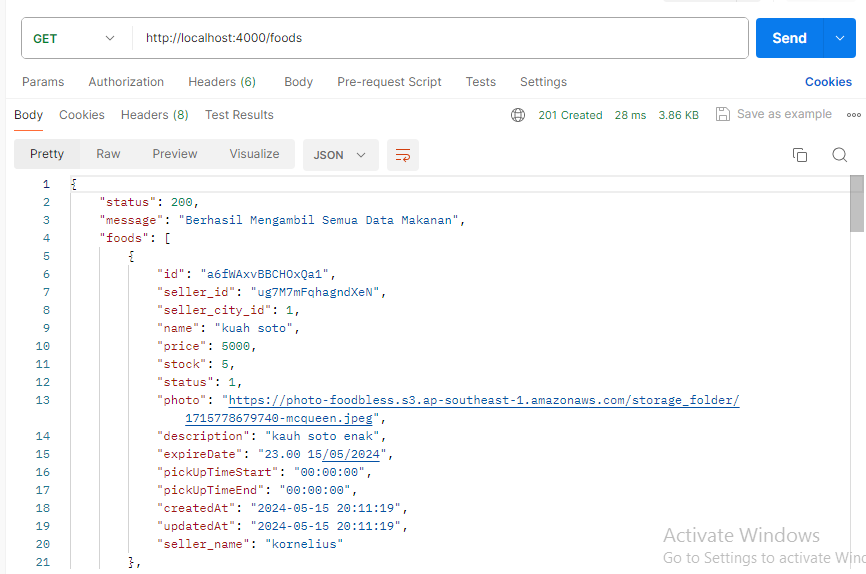 GET http://localhost:4000/foods Send
Params Authorization Headers (6) Body Pre-request Script Tests Settings Cookies
Body Cookies Headers (8) Test Results 201 Created 28 ms 3.86 KB Save as example
Pretty Raw Preview Visualize JSON
1 {
2 "status": 200,
3 "message": "Berhasil Mengambil Semua Data Makanan",
4 "foods": [
5 {
6 "id": "a6fWAxvBBCHOxQa1",
7 "seller_id": "ug7M7mFqhagndXeN",
8 "seller_city_id": 1,
9 "name": "kuah soto",
10 "price": 5000,
11 "stock": 5,
12 "status": 1,
13 "photo": "https://photo-foodbless.s3.ap-southeast-1.amazonaws.com/storage_folder/
1715778679740-mcqueen.jpeg",
14 "description": "kauh soto enak",
15 "expireDate": "23.00 15/05/2024",
16 "pickUpTimeStart": "00:00:00",
17 "pickUpTimeEnd": "00:00:00",
18 "createdAt": "2024-05-15 20:11:19",
19 "updatedAt": "2024-05-15 20:11:19",
20 "seller_name": "kornelius"
21 },
Activate Windows
Go to Settings to activate Win